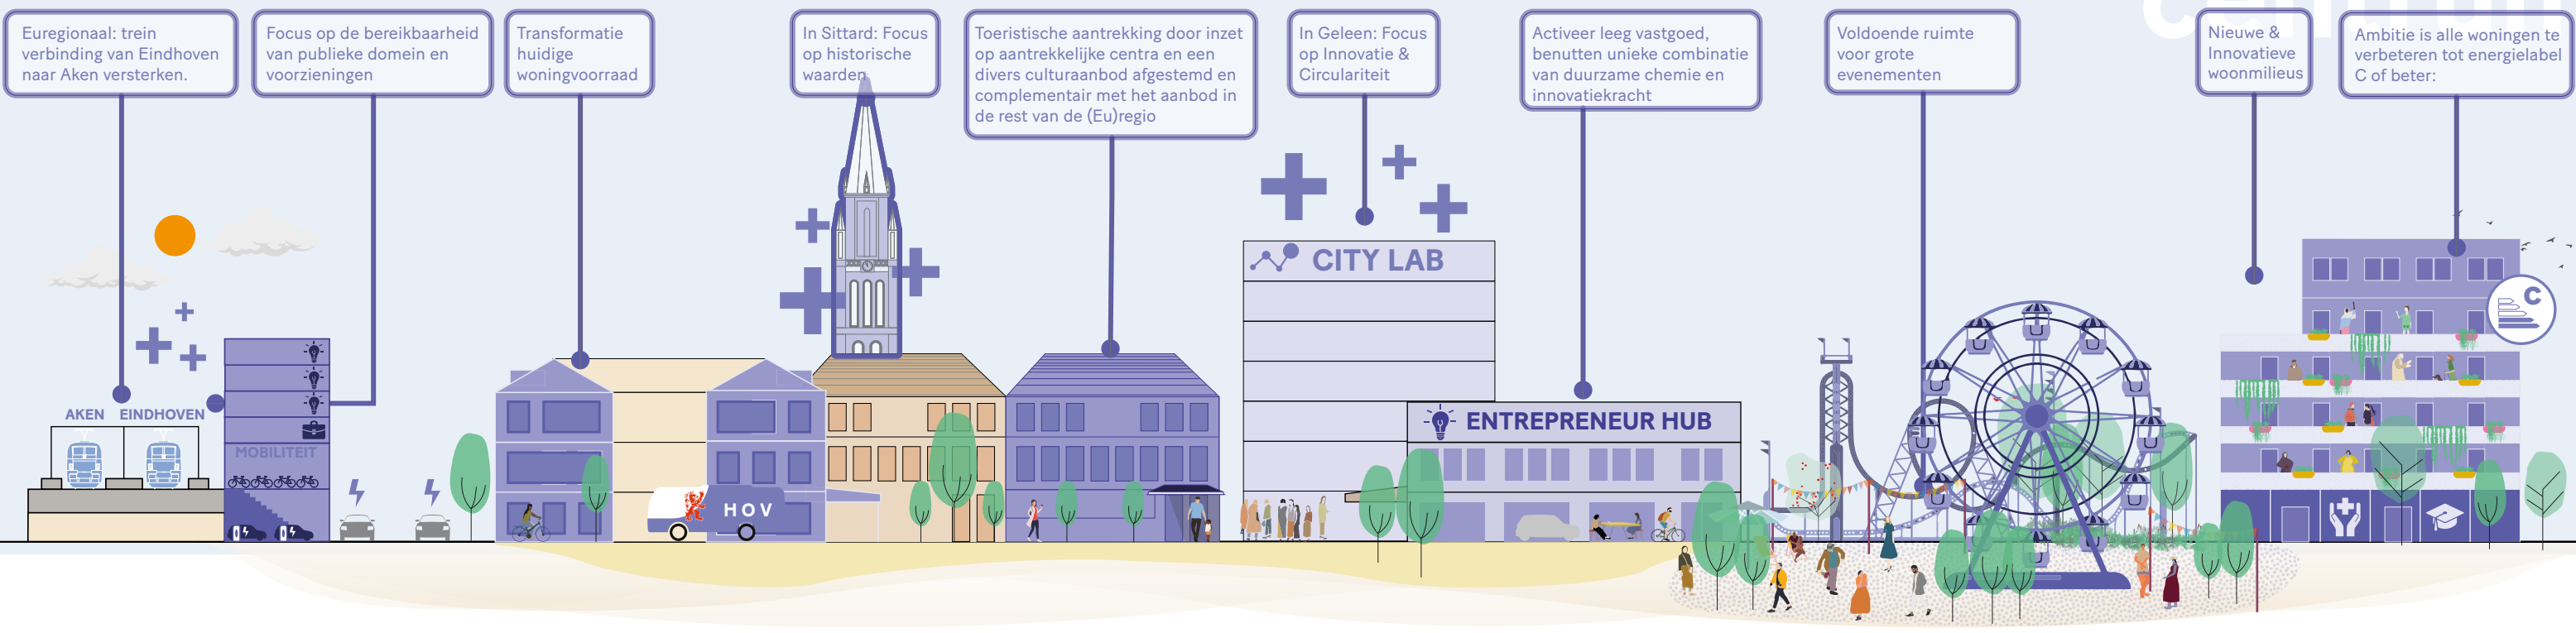 centrum
Euregionaal: trein
verbinding van Eindhoven
naar Aken versterken.
Focus op de bereikbaarheid
van publieke domein en
voorzieningen
Transformatie
huidige
woningvoorraad
In Sittard: Focus
op historische
waarden
Toeristische aantrekking door inzet
op aantrekkelijke centra en een
divers cultuuraanbod afgestemd en
complementair met het aanbod in
de rest van de (Eu)regio
In Geleen: Focus
op Innovatie &
Circulariteit
Activeer leeg vastgoed,
benutten unieke combinatie
van duurzame chemie en
innovatiekracht
Voldoende ruimte
voor grote
evenementen
Nieuwe &
Innovatieve
woonmilieus
Ambitie is alle woningen te
verbeteren tot energielabel
C of beter:
AKEN EINDHOVEN
MOBILITEIT
HOV
CITY LAB
ENTREPRENEUR HUB
C